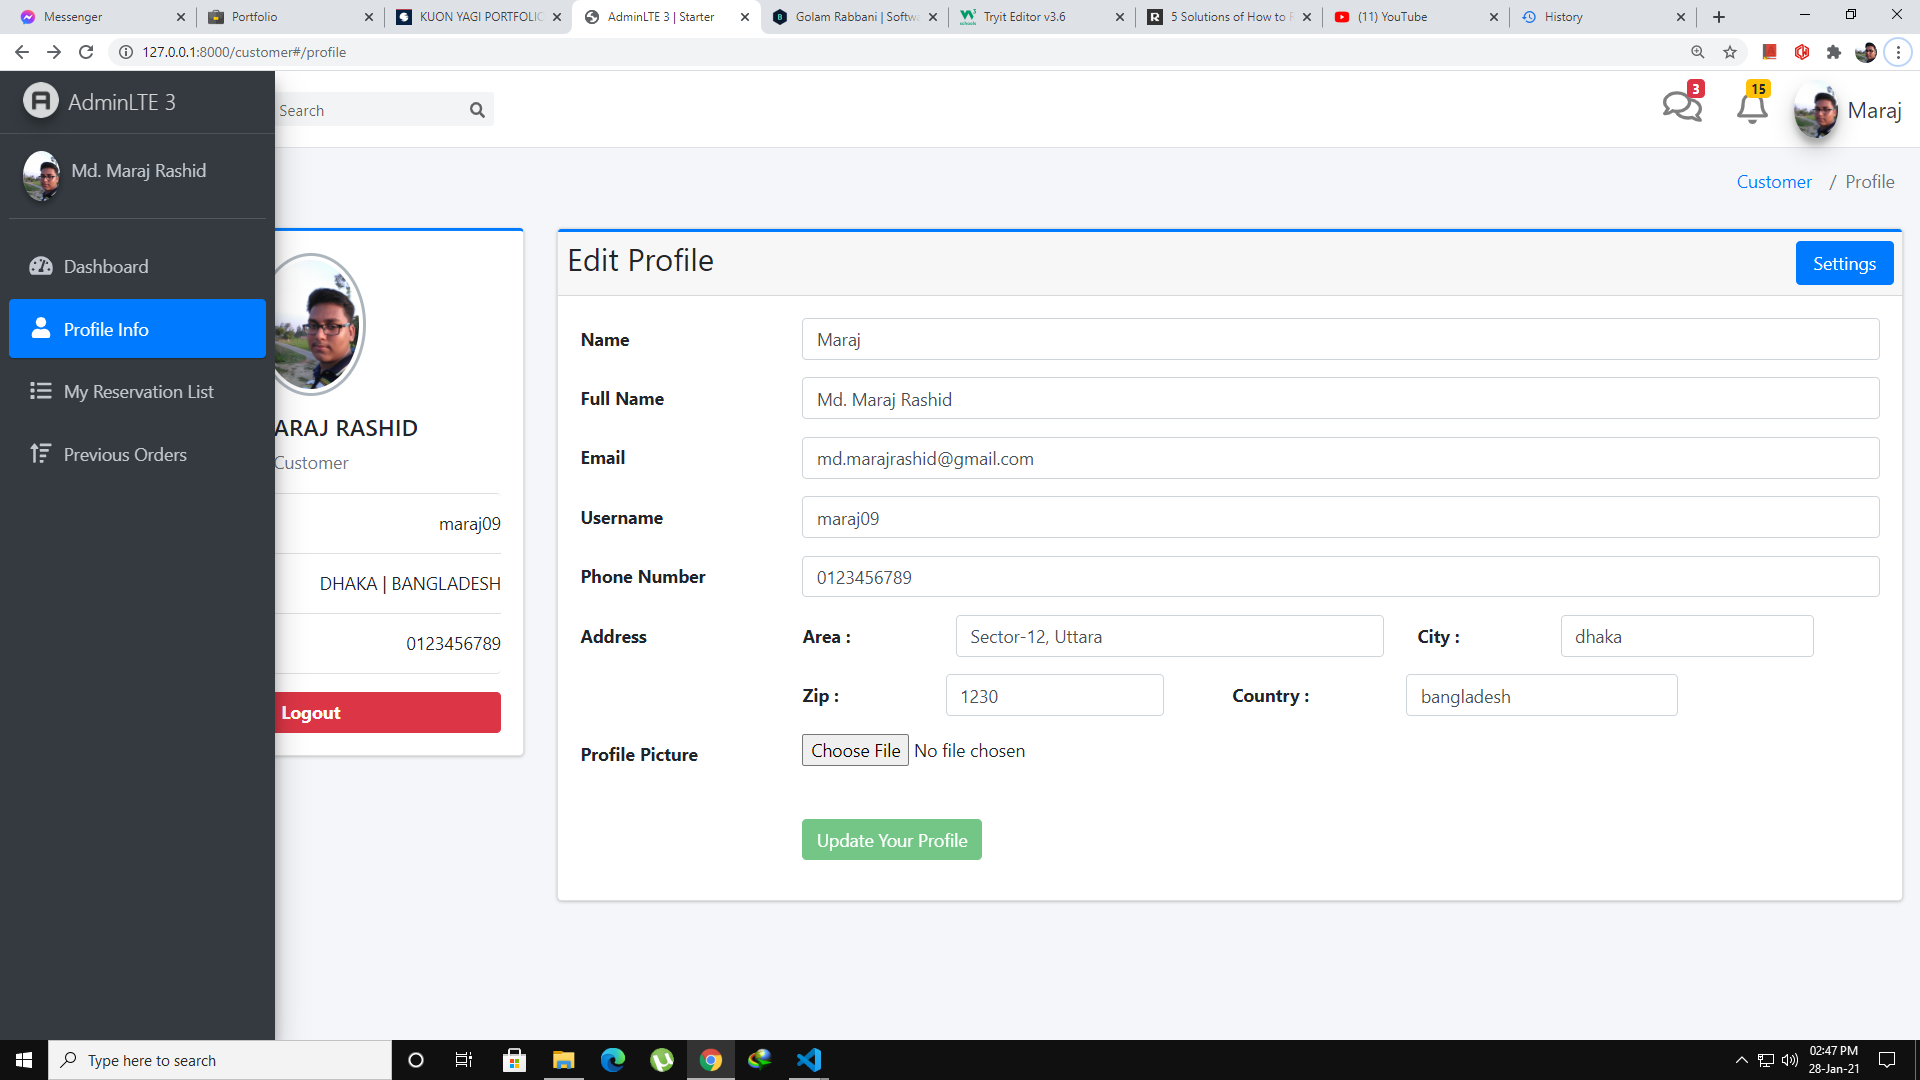 Messenger
Portfolio
KUON YAGI PORTFOLIO
AdminLTE 3 | Starter
Golam Rabbani | Softw
Tryit Editor v3.6
5 Solutions of How to
(11) YouTube
History
127.0.0.1:8000/customer#/profile
AdminLTE 3
Search
3
15
Maraj
Md. Maraj Rashid
Customer / Profile
Dashboard
Profile Info
My Reservation List
Previous Orders
ARAJ RASHID
Customer
maraj09
DHAKA | BANGLADESH
0123456789
Logout
Edit Profile
Settings
Name Maraj
Full Name Md. Maraj Rashid
Email md.marajrashid@gmail.com
Username maraj09
Phone Number 0123456789
Address Area : Sector-12, Uttara City : dhaka
Zip : 1230 Country : bangladesh
Profile Picture Choose File No file chosen
Update Your Profile
Type here to search
02:47 PM
28-Jan-21